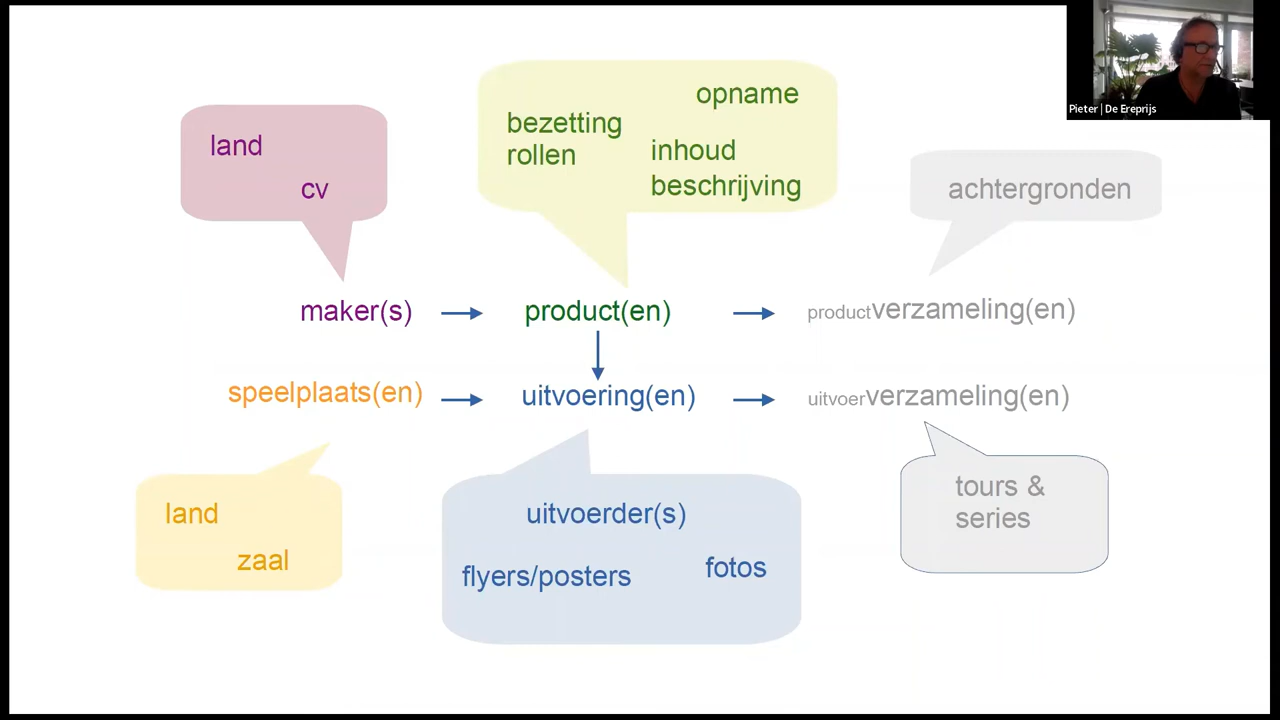 Pieter | De Ereprijs
land
cv
opname
bezetting
rollen
inhoud
beschrijving
achtergronden
maker(s)
product(en)
productverzameling(en)
speelplaats(en)
uitvoering(en)
uitvoerverzameling(en)
land
zaal
uitvoerder(s)
flyers/posters
fotos
tours &
series